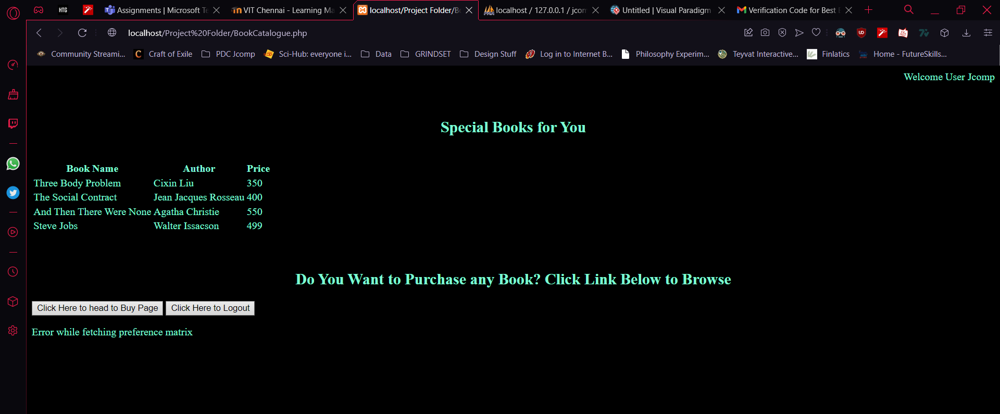 Assignments | Microsoft Te
VIT Chennai - Learning Ma
localhost/Project Folder/Bo
localhost / 127.0.0.1 / jcom
Untitled | Visual Paradigm
Verification Code for Best
HTG
localhost/Project%20Folder/BookCatalogue.php
Community Streami...
Craft of Exile
PDC Jcomp
Sci-Hub: everyone i...
Data
GRINDSET
Design Stuff
Log in to Internet B...
Philosophy Experim...
Teyvat Interactive...
Finlatics
Home - FutureSkills...
Welcome User Jcomp
Special Books for You
Book Name Author Price
Three Body Problem Cixin Liu 350
The Social Contract Jean Jacques Rosseau 400
And Then There Were None Agatha Christie 550
Steve Jobs Walter Issacson 499
Do You Want to Purchase any Book? Click Link Below to Browse
Click Here to head to Buy Page Click Here to Logout
Error while fetching preference matrix